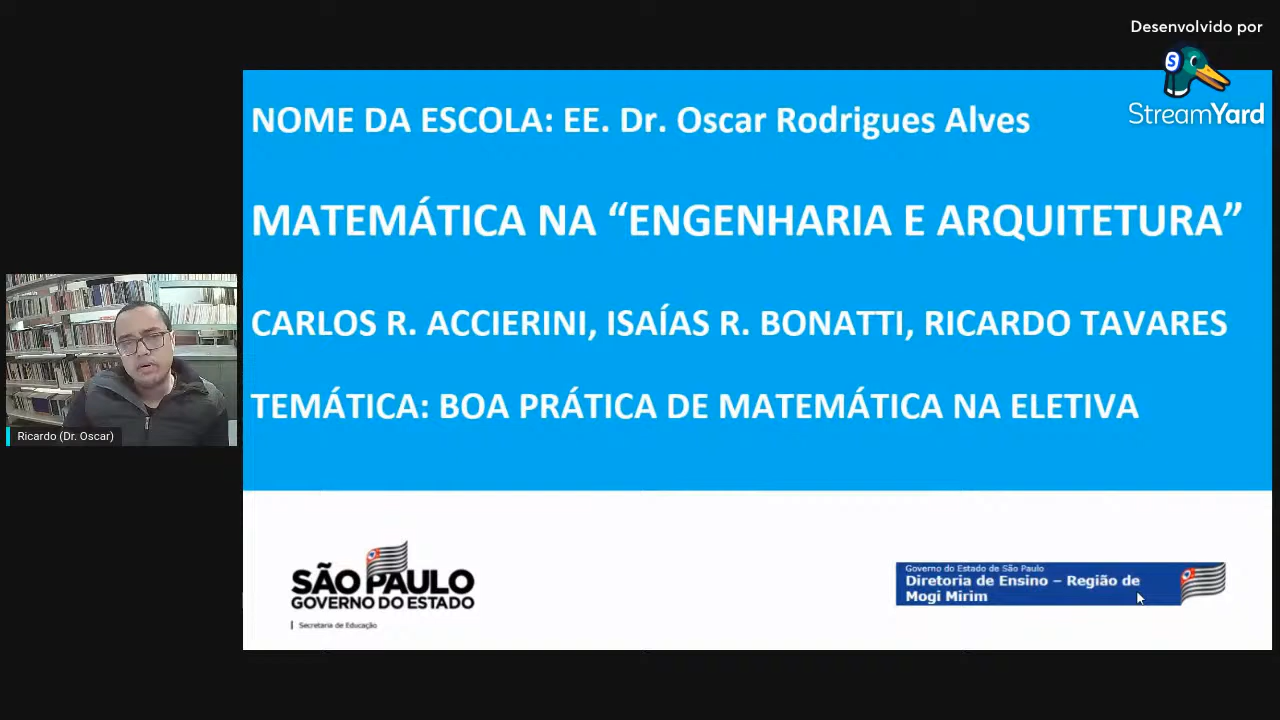 Desenvolvido por
StreamYard
NOME DA ESCOLA: EE. Dr. Oscar Rodrigues Alves
MATEMÁTICA NA “ENGENHARIA E ARQUITETURA”
CARLOS R. ACCIERINI, ISAÍAS R. BONATTI, RICARDO TAVARES
TEMÁTICA: BOA PRÁTICA DE MATEMÁTICA NA ELETIVA
Ricardo (Dr. Oscar)
SÃO PAULO
GOVERNO DO ESTADO
Secretaria de Educação
Governo do Estado de São Paulo
Diretoria de Ensino – Região de
Mogi Mirim